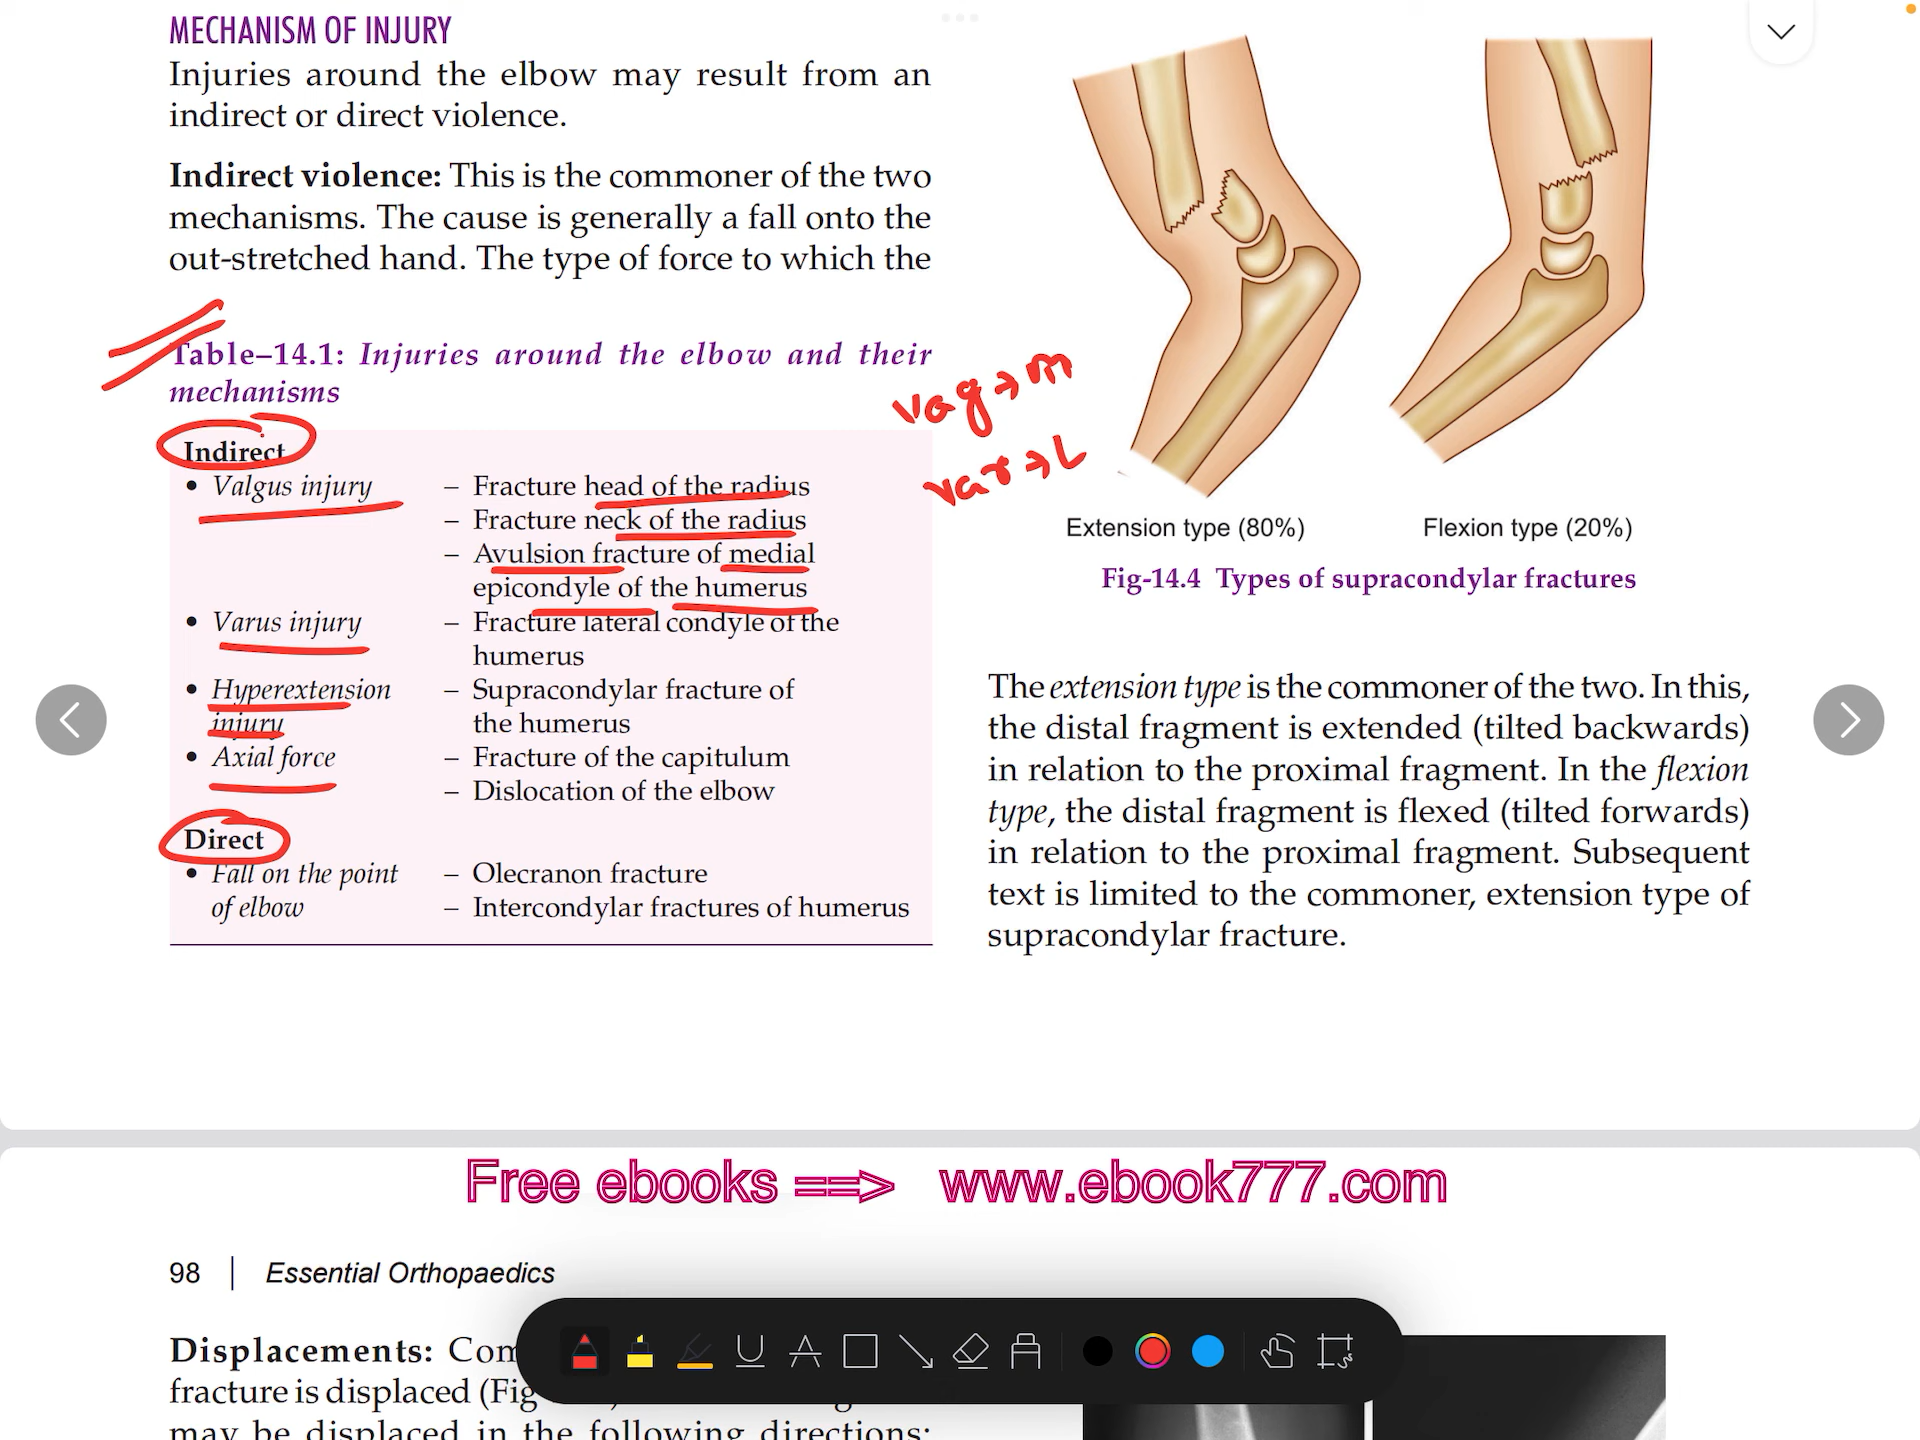 MECHANISM OF INJURY
Injuries around the elbow may result from an
indirect or direct violence.
Indirect violence: This is the commoner of the two
mechanisms. The cause is generally a fall onto the
out-stretched hand. The type of force to which the
Table–14.1: Injuries around the elbow and their
mechanisms
Indirect
• Valgus injury – Fracture head of the radius
– Fracture neck of the radius
– Avulsion fracture of medial
epicondyle of the humerus
• Varus injury – Fracture lateral condyle of the
humerus
• Hyperextension – Supracondylar fracture of
injury the humerus
• Axial force – Fracture of the capitulum
– Dislocation of the elbow
Direct
• Fall on the point – Olecranon fracture
of elbow – Intercondylar fractures of humerus
vag → m
var → L
Extension type (80%) Flexion type (20%)
Fig-14.4 Types of supracondylar fractures
The extension type is the commoner of the two. In this,
the distal fragment is extended (tilted backwards)
in relation to the proximal fragment. In the flexion
type, the distal fragment is flexed (tilted forwards)
in relation to the proximal fragment. Subsequent
text is limited to the commoner, extension type of
supracondylar fracture.
Free ebooks ==> www.ebook777.com
98 | Essential Orthopaedics
Displacements: Com
fracture is displaced (Fig
may be displaced in the following directions: